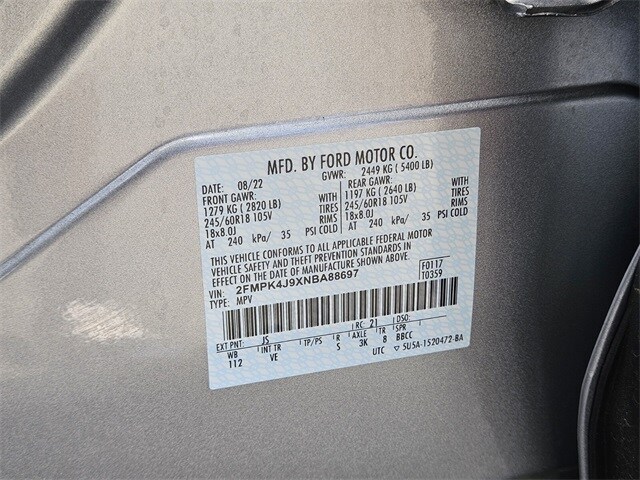 MFD. BY FORD MOTOR CO.
DATE: 08/22 GVWR: 2449 KG ( 5400 LB)
FRONT GAWR: REAR GAWR:
1279 KG ( 2820 LB) WITH 1197 KG ( 2640 LB) WITH
245/60R18 105V TIRES 245/60R18 105V TIRES
18x8.0J RIMS 18x8.0J RIMS
AT 240 kPa/ 35 PSI COLD AT 240 kPa/ 35 PSI COLD
THIS VEHICLE CONFORMS TO ALL APPLICABLE FEDERAL MOTOR
VEHICLE SAFETY AND THEFT PREVENTION STANDARDS IN
EFFECT ON THE DATE OF MANUFACTURE SHOWN ABOVE.
VIN: 2FMPK4J9XNBA88697 F0117
TYPE: MPV T0359
EXT PNT: JS RC: 21 DSO:
WB INT TR TP/PS R AXLE TR SPR
112 VE S 3K 8 BBCC
UTC 5U5A-1520472-BA